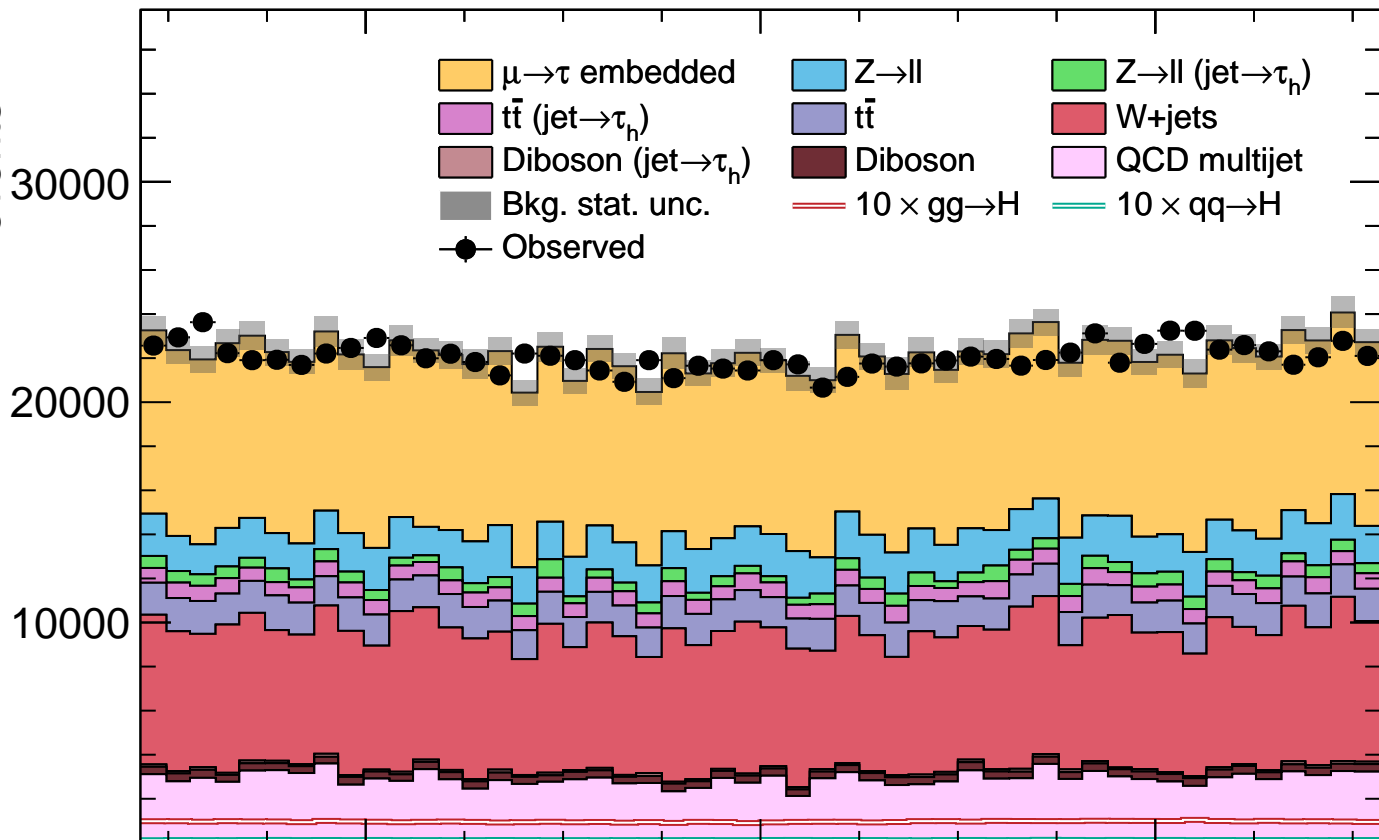 μ→τ embedded Z→ll Z→ll (jet→τh)
tt̄ (jet→τh) tt̄ W+jets
Diboson (jet→τh) Diboson QCD multijet
Bkg. stat. unc. 10 × gg→H 10 × qq→H
Observed
30000
20000
10000